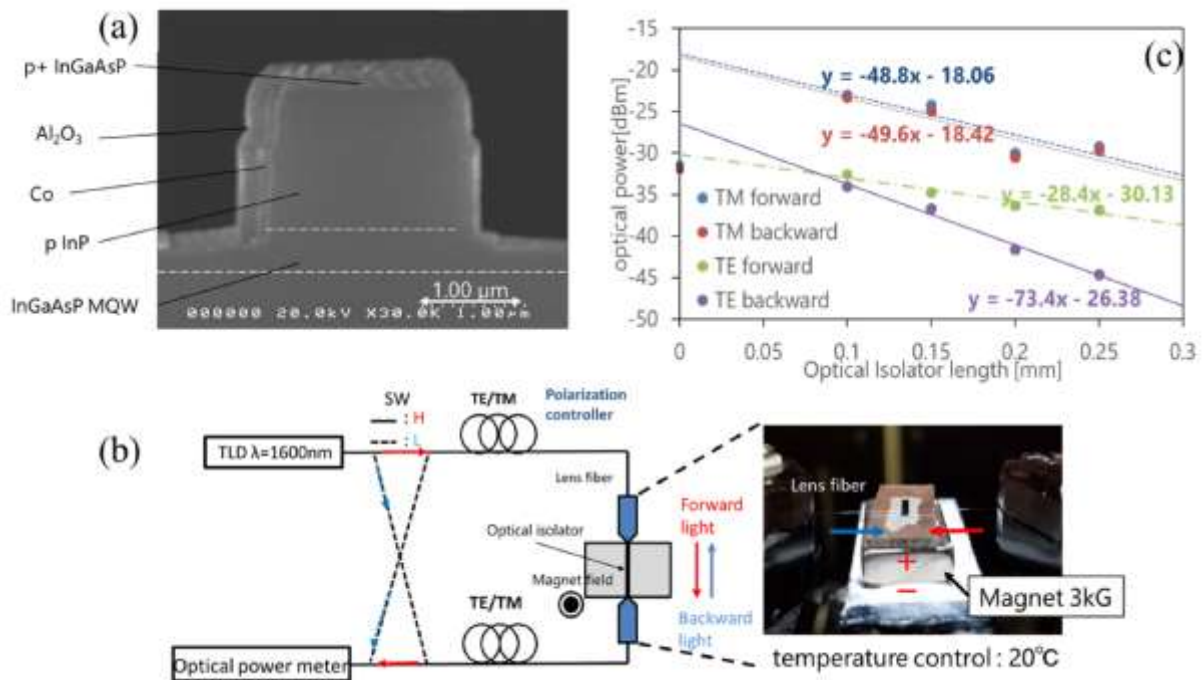 (a)
p+ InGaAsP
Al₂O₃
Co
p InP
InGaAsP MQW
1.00 μm
000000 20.0kV X30.0K 1.00μm
(c)
optical power[dBm]
-15
-20
-25
-30
-35
-40
-45
-50
y = -48.8x - 18.06
y = -49.6x - 18.42
y = -28.4x - 30.13
y = -73.4x - 26.38
TM forward
TM backward
TE forward
TE backward
0
0.05
0.1
0.15
0.2
0.25
0.3
Optical Isolator length [mm]
(b)
SW
: H
: L
TE/TM
Polarization
controller
TLD λ=1600nm
Lens fiber
Optical isolator
Magnet field
Forward
light
Backward
light
TE/TM
Optical power meter
Lens fiber
+
−
Magnet 3kG
temperature control : 20℃